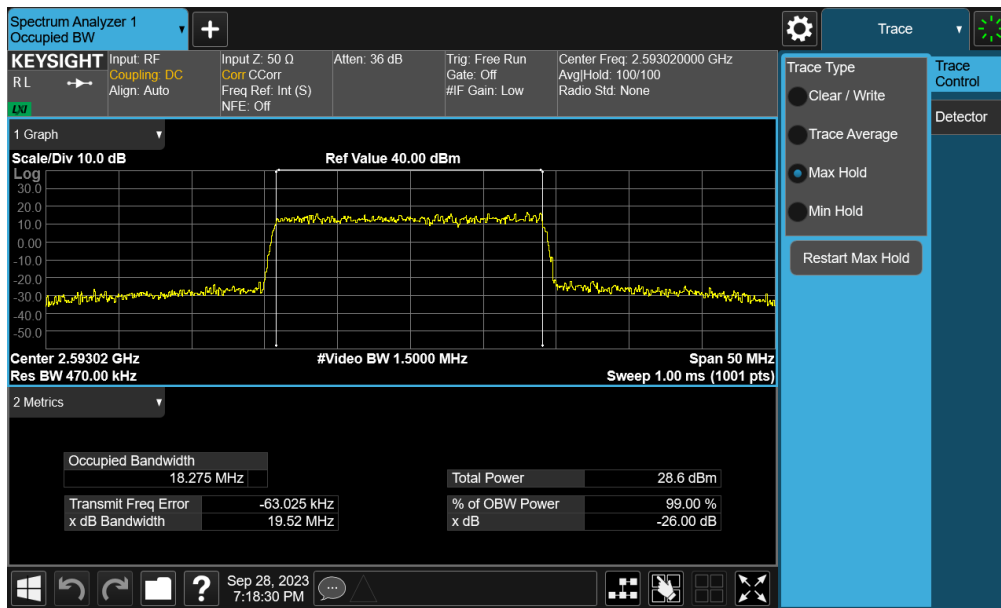 Spectrum Analyzer 1
Occupied BW
Trace
KEYSIGHT
R L
LXI
Input: RF
Coupling: DC
Align: Auto
Input Z: 50 Ω
Corr CCorr
Freq Ref: Int (S)
NFE: Off
Atten: 36 dB
Trig: Free Run
Gate: Off
#IF Gain: Low
Center Freq: 2.593020000 GHz
Avg|Hold: 100/100
Radio Std: None
Trace Type
Clear / Write
Trace Average
Max Hold
Min Hold
Restart Max Hold
Trace
Control
Detector
1 Graph
Scale/Div 10.0 dB
Ref Value 40.00 dBm
Log
30.0
20.0
10.0
0.00
-10.0
-20.0
-30.0
-40.0
-50.0
Center 2.59302 GHz
#Video BW 1.5000 MHz
Span 50 MHz
Res BW 470.00 kHz
Sweep 1.00 ms (1001 pts)
2 Metrics
Occupied Bandwidth
18.275 MHz
Total Power 28.6 dBm
Transmit Freq Error -63.025 kHz
% of OBW Power 99.00 %
x dB Bandwidth 19.52 MHz
x dB -26.00 dB
?
Sep 28, 2023
7:18:30 PM